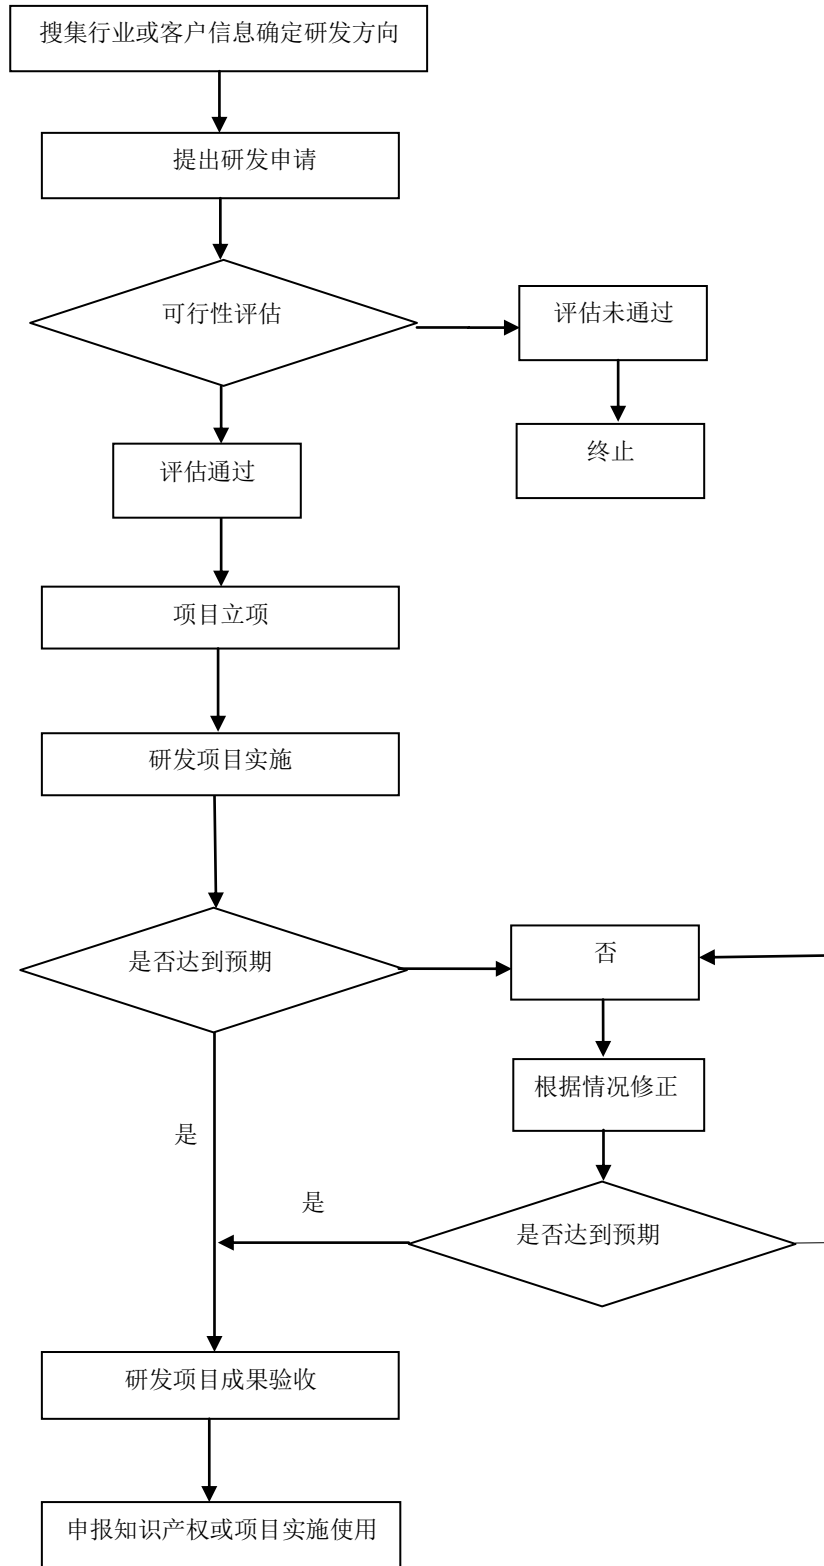 搜集行业或客户信息确定研发方向
提出研发申请
可行性评估
评估未通过
终止
评估通过
项目立项
研发项目实施
是否达到预期
否
根据情况修正
是
是
是否达到预期
研发项目成果验收
申报知识产权或项目实施使用